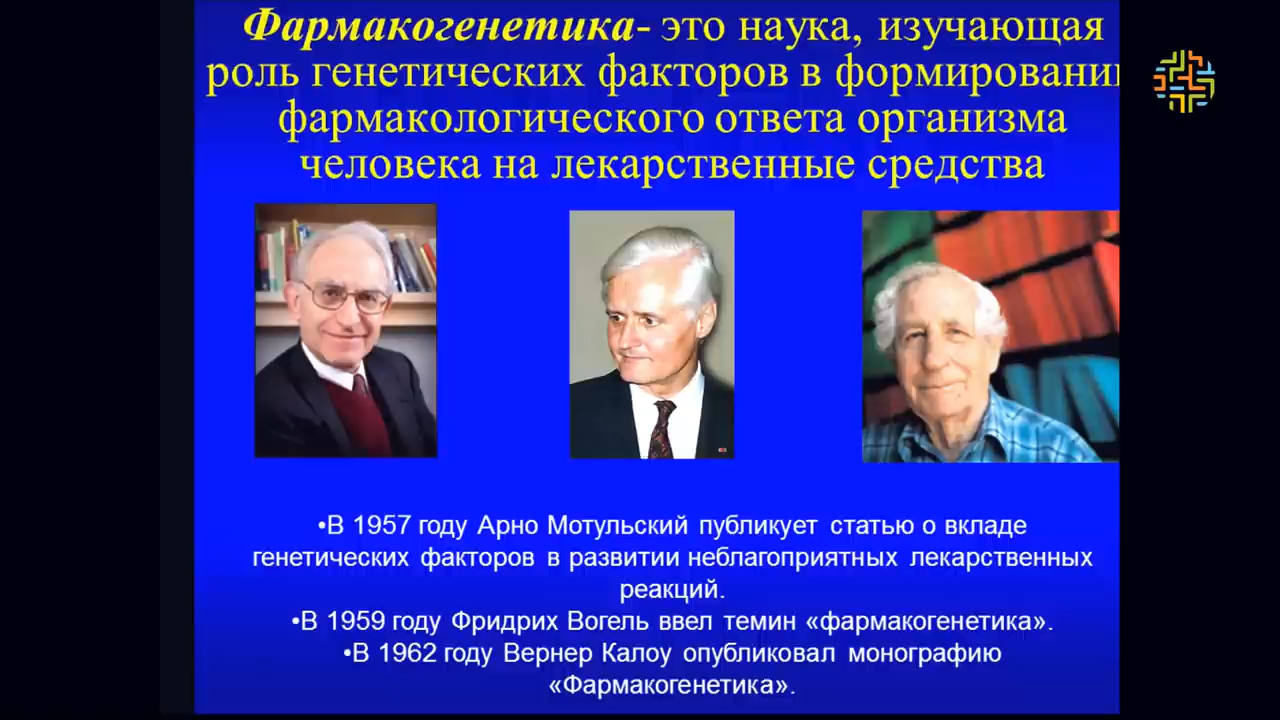 Фармакогенетика- это наука, изучающая
роль генетических факторов в формировании
фармакологического ответа организма
человека на лекарственные средства
•В 1957 году Арно Мотульский публикует статью о вкладе
генетических факторов в развитии неблагоприятных лекарственных
реакций.
•В 1959 году Фридрих Вогель ввел темин «фармакогенетика».
•В 1962 году Вернер Калоу опубликовал монографию
«Фармакогенетика».